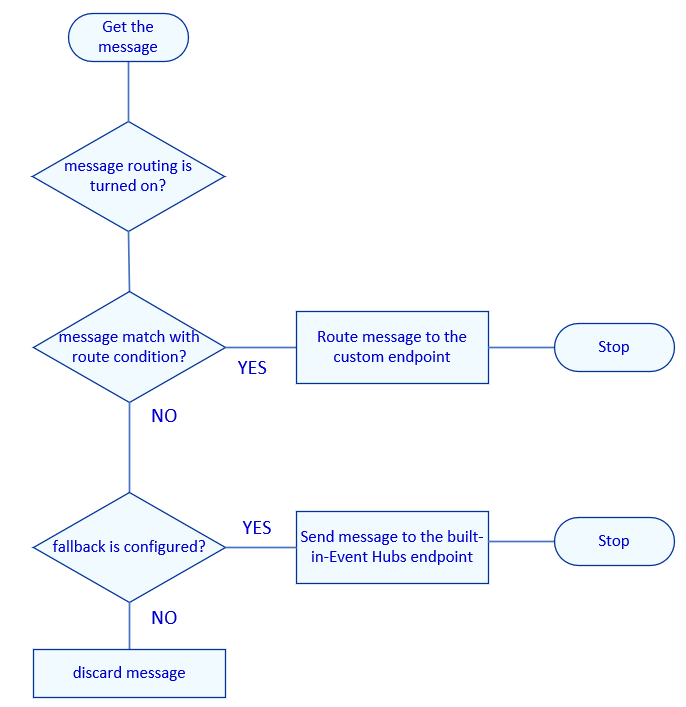 Get the
message
message routing is
turned on?
message match with
route condition?
YES
Route message to the
custom endpoint
Stop
NO
fallback is configured?
YES
Send message to the built-
in-Event Hubs endpoint
Stop
NO
discard message